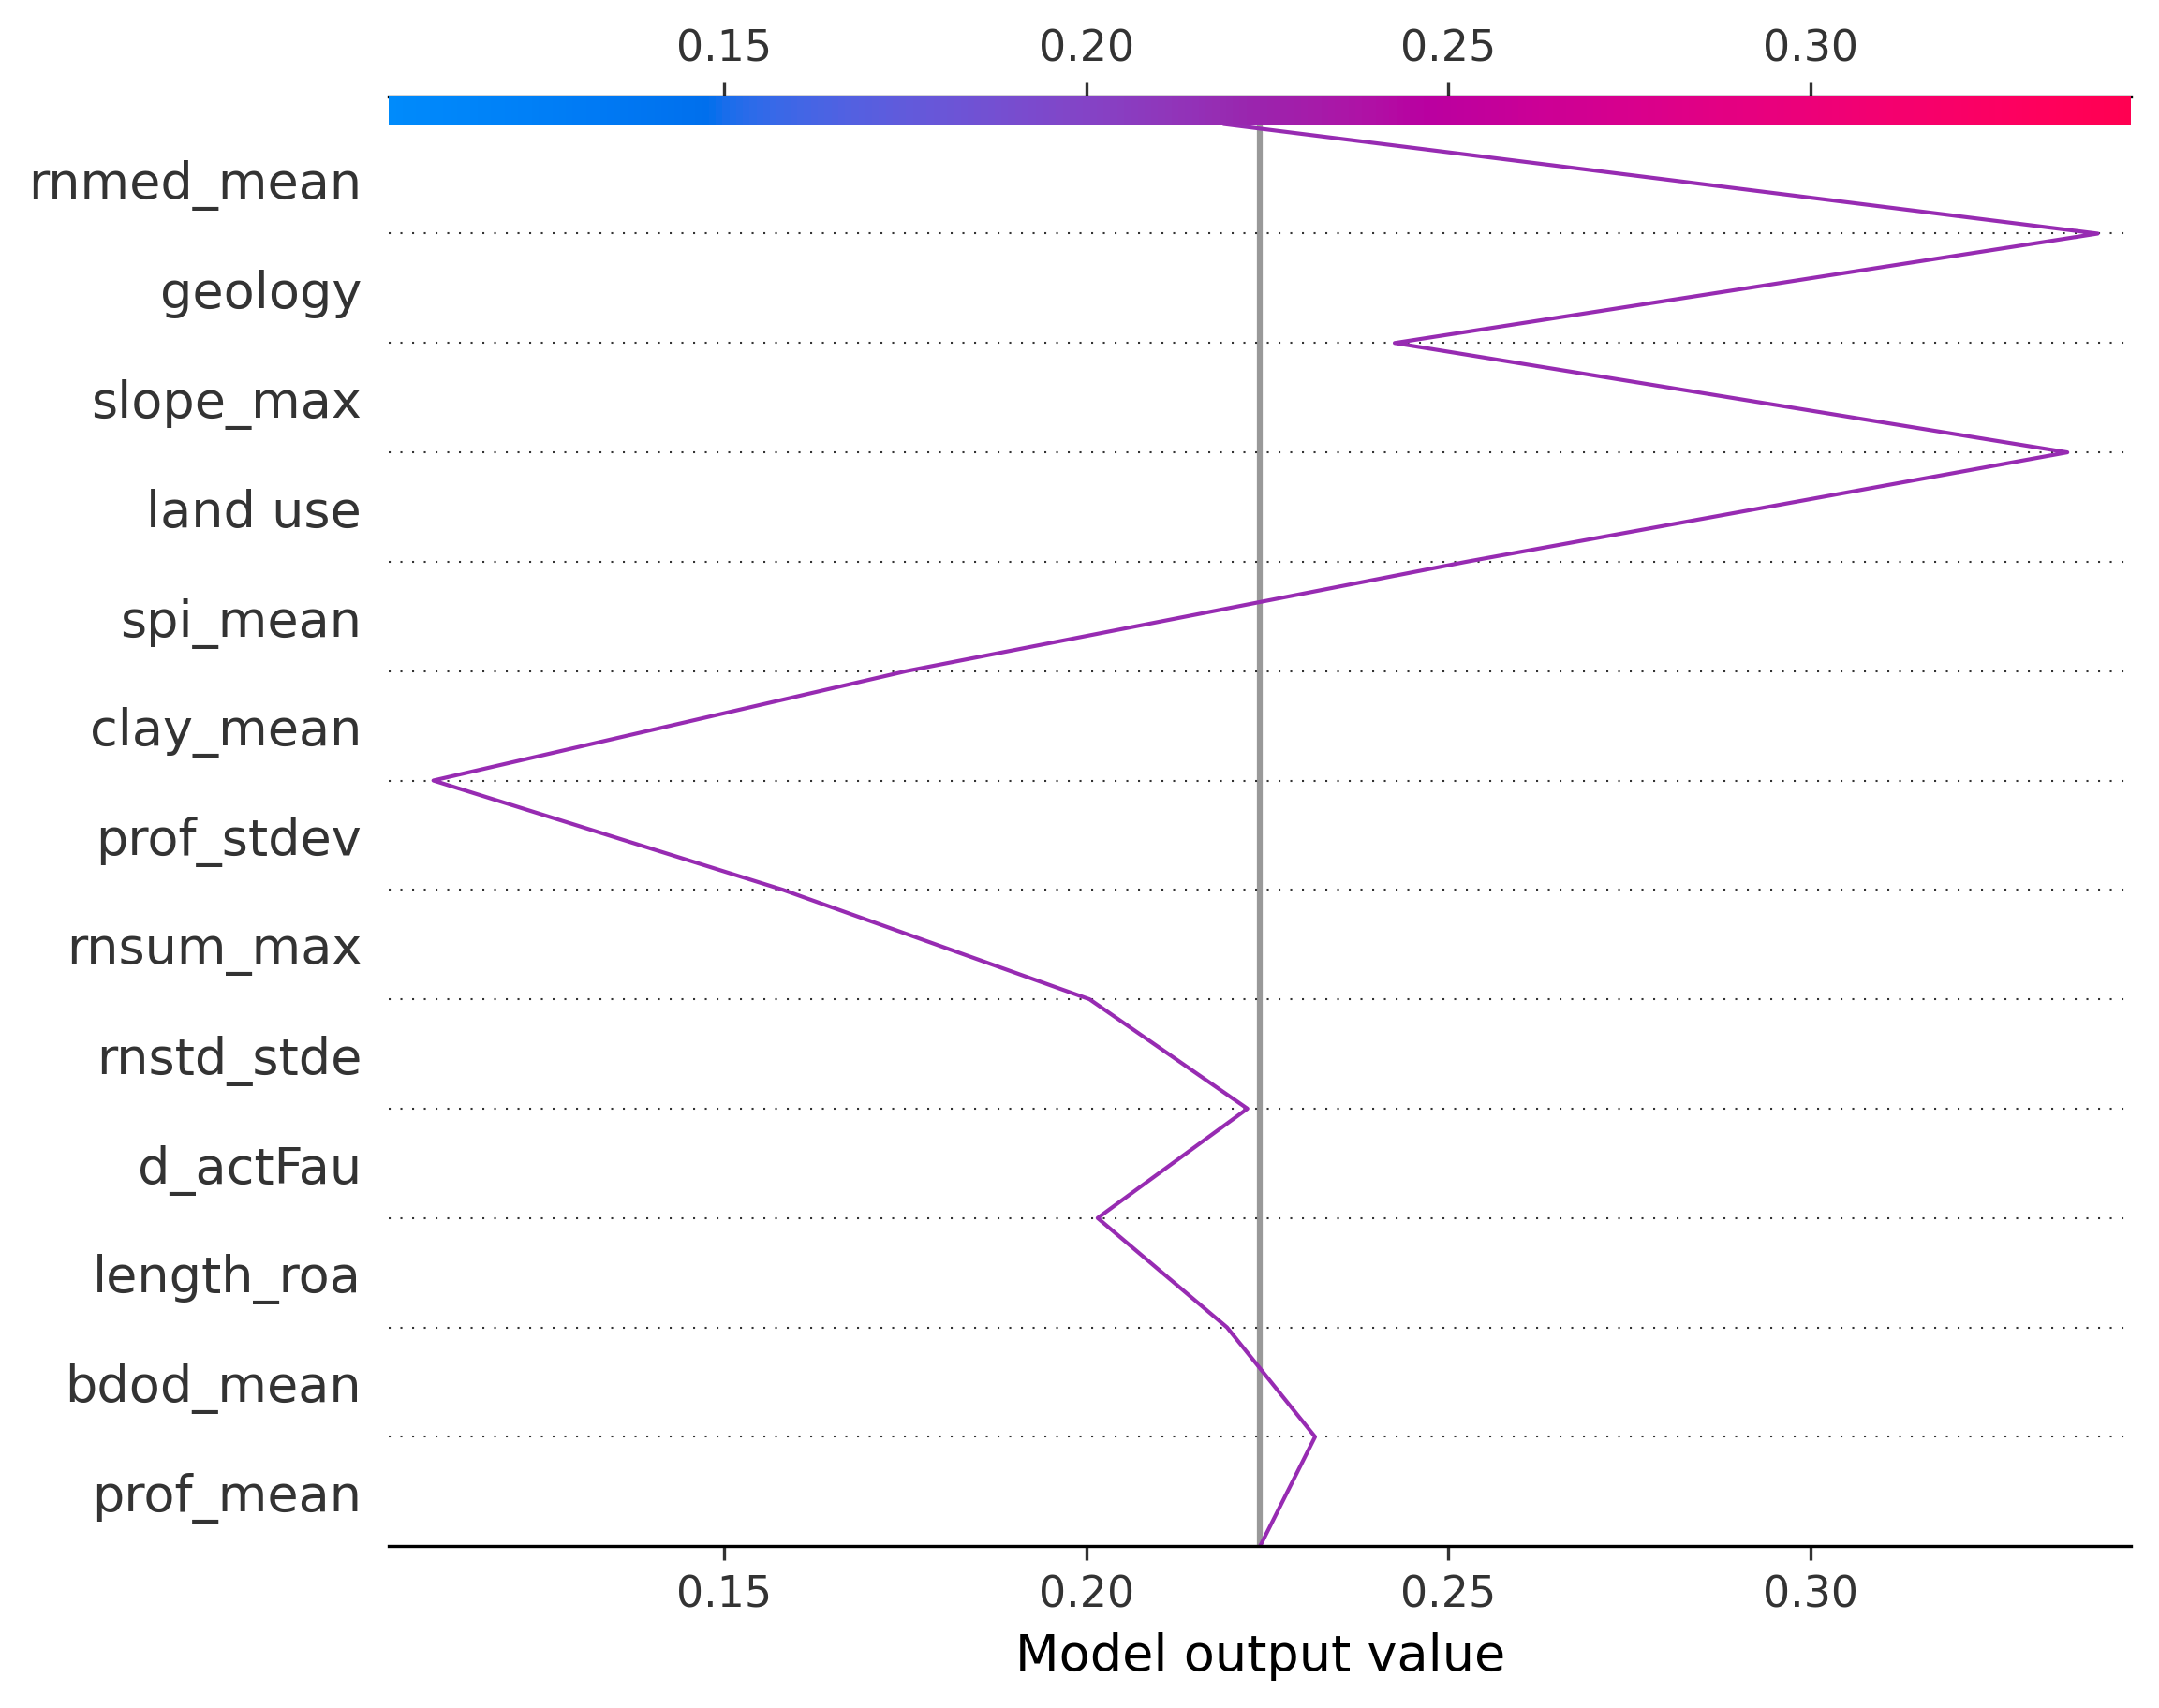 0.15 0.20 0.25 0.30
rnmed_mean
geology
slope_max
land use
spi_mean
clay_mean
prof_stdev
rnsum_max
rnstd_stde
d_actFau
length_roa
bdod_mean
prof_mean
0.15 0.20 0.25 0.30
Model output value